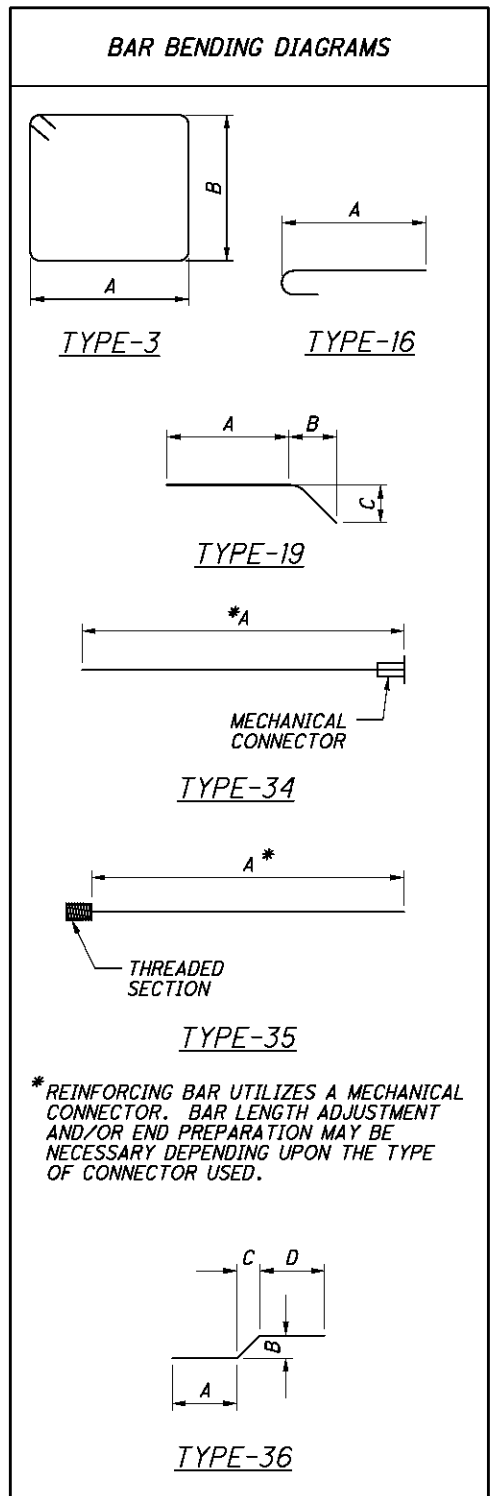 BAR BENDING DIAGRAMS
B
A
TYPE-3
A
TYPE-16
A B
C
TYPE-19
*A
MECHANICAL
CONNECTOR
TYPE-34
A*
THREADED
SECTION
TYPE-35
*REINFORCING BAR UTILIZES A MECHANICAL
CONNECTOR. BAR LENGTH ADJUSTMENT
AND/OR END PREPARATION MAY BE
NECESSARY DEPENDING UPON THE TYPE
OF CONNECTOR USED.
C D
B
A
TYPE-36